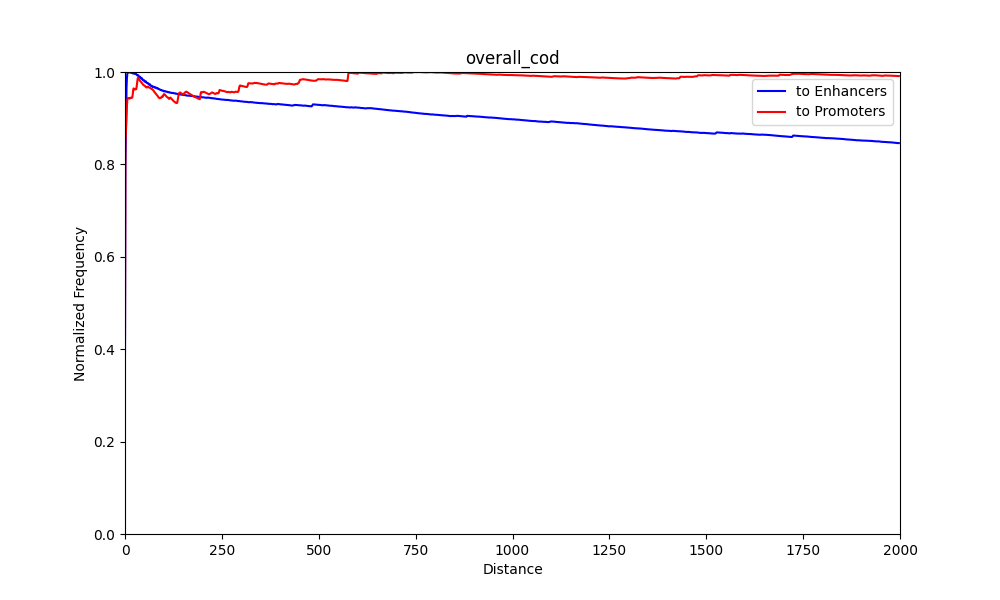 overall_cod
to Enhancers
to Promoters
Normalized Frequency
1.0
0.8
0.6
0.4
0.2
0.0
0 250 500 750 1000 1250 1500 1750 2000
Distance